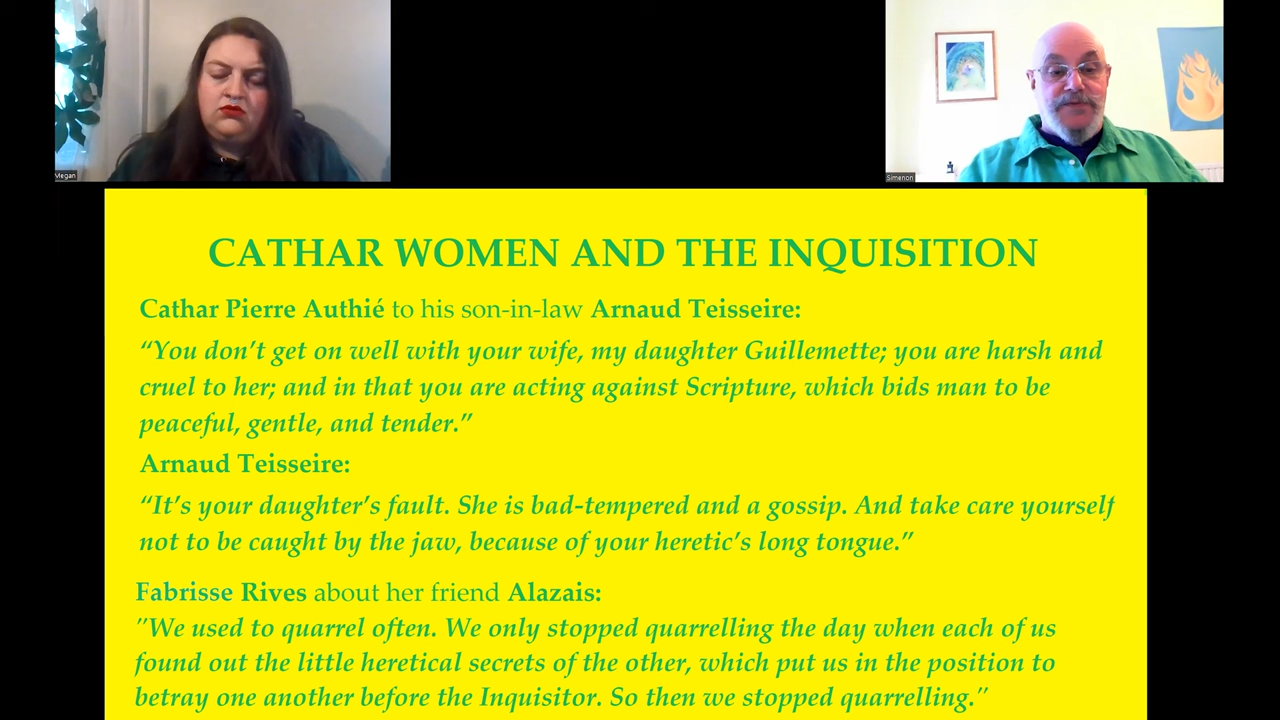 Megan
Simenon
CATHAR WOMEN AND THE INQUISITION
Cathar Pierre Authié to his son-in-law Arnaud Teisseire:
“You don’t get on well with your wife, my daughter Guillemette; you are harsh and
cruel to her; and in that you are acting against Scripture, which bids man to be
peaceful, gentle, and tender.”
Arnaud Teisseire:
“It’s your daughter’s fault. She is bad-tempered and a gossip. And take care yourself
not to be caught by the jaw, because of your heretic’s long tongue.”
Fabrisse Rives about her friend Alazais:
"We used to quarrel often. We only stopped quarrelling the day when each of us
found out the little heretical secrets of the other, which put us in the position to
betray one another before the Inquisitor. So then we stopped quarrelling."